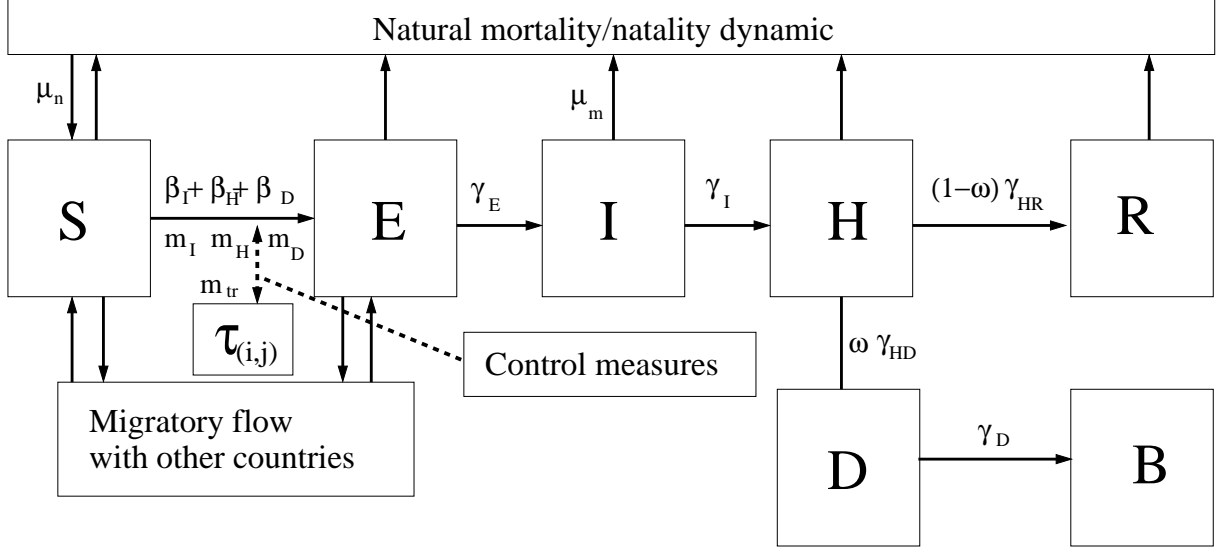 Natural mortality/natality dynamic
μn
μm
S
βI + βH + βD
mI mH mD
E
γE
I
γI
H
(1−ω) γHR
R
mtr
τ(i,j)
Control measures
ω γHD
Migratory flow
with other countries
D
γD
B